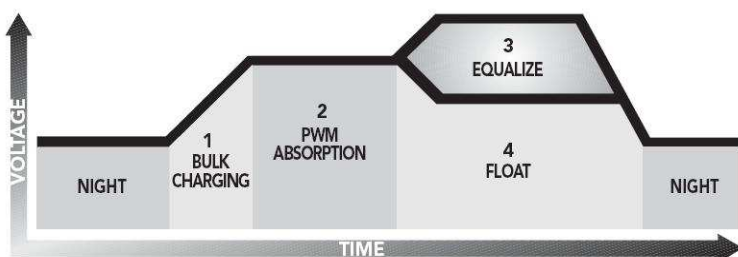 VOLTAGE
NIGHT
1
BULK
CHARGING
2
PWM
ABSORPTION
3
EQUALIZE
4
FLOAT
NIGHT
TIME